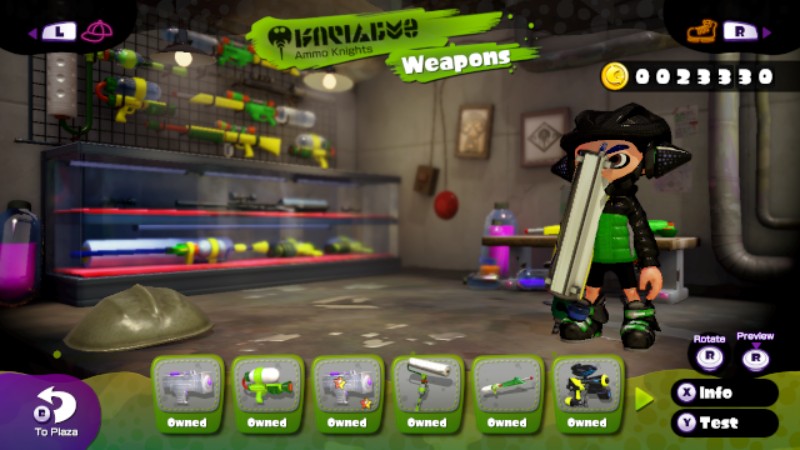 L
R
Ammo Knights
Weapons
0023330
Rotate
Preview
R
R
Owned
Owned
Owned
Owned
Owned
Owned
X Info
Y Test
B
To Plaza